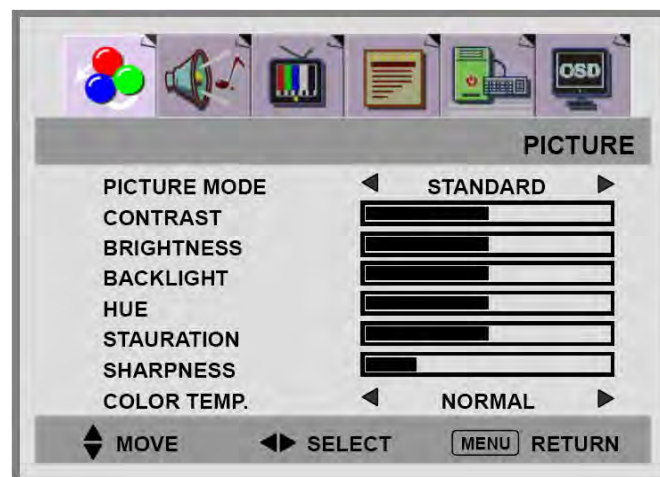 OSD
PICTURE
PICTURE MODE STANDARD
CONTRAST
BRIGHTNESS
BACKLIGHT
HUE
STAURATION
SHARPNESS
COLOR TEMP. NORMAL
MOVE SELECT MENU RETURN